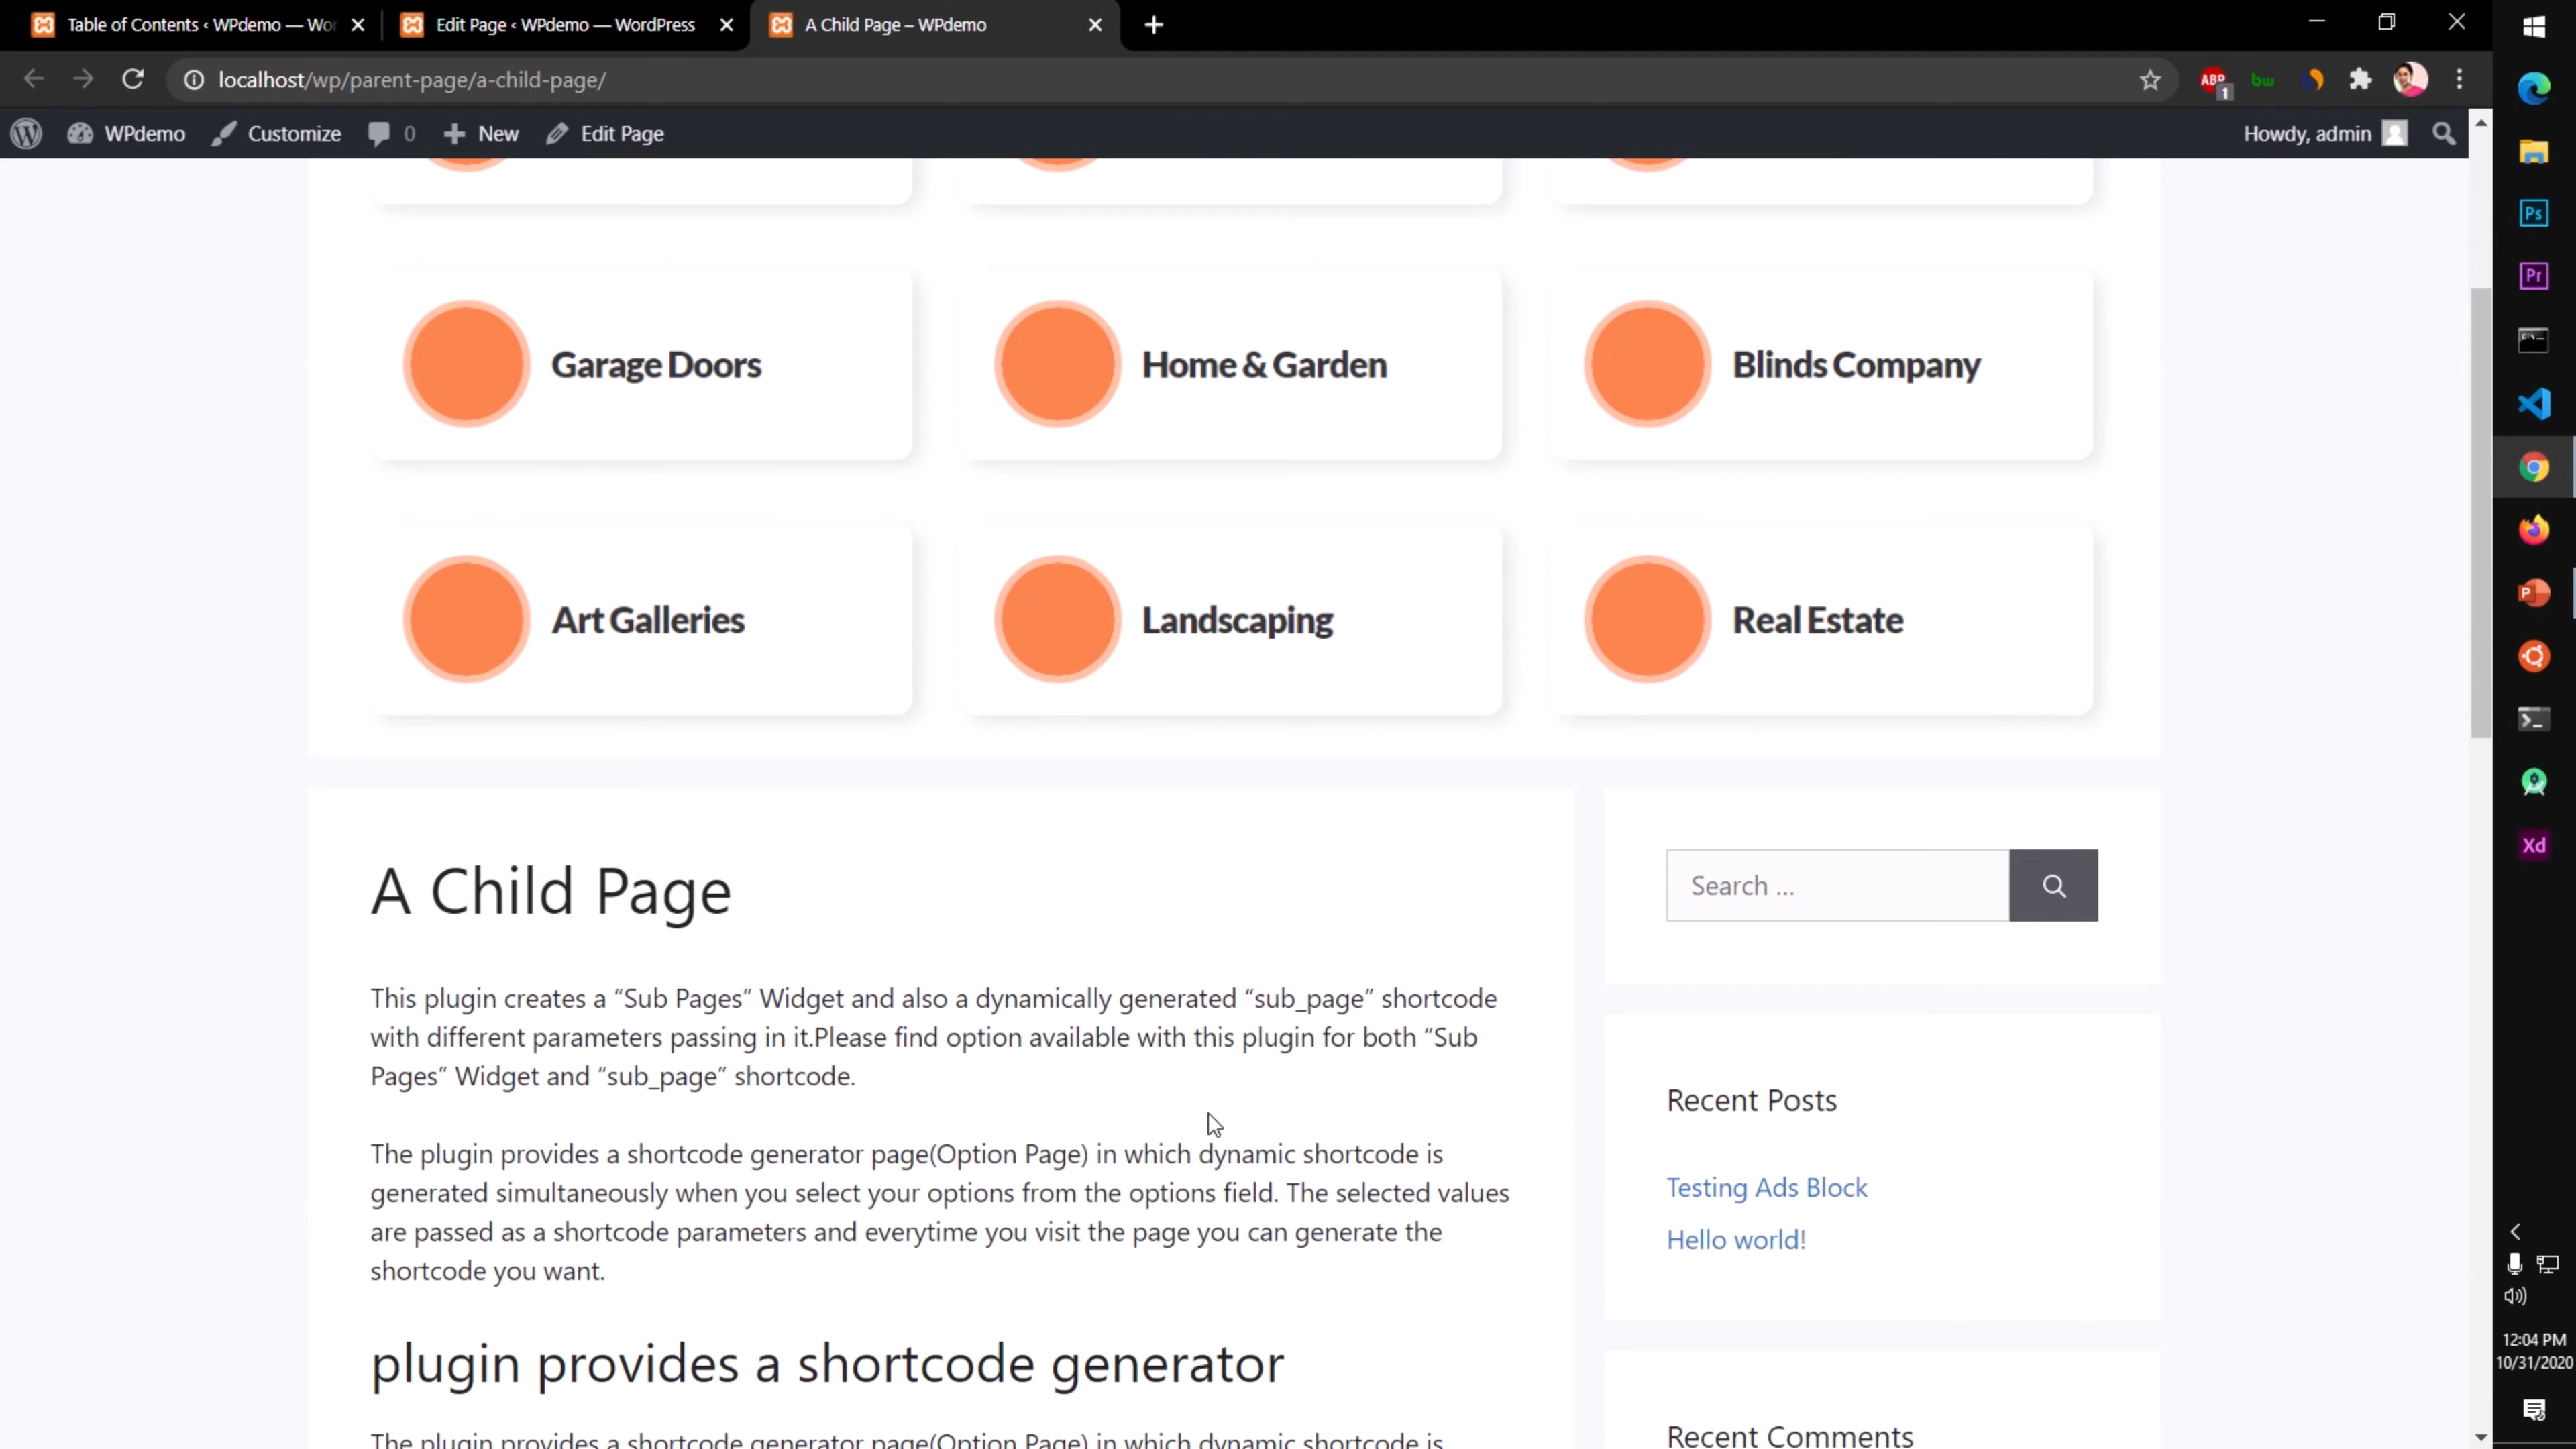 Table of Contents ‹ WPdemo — Wor
Edit Page ‹ WPdemo — WordPress
A Child Page – WPdemo
localhost/wp/parent-page/a-child-page/
ABP
1
bw
WPdemo
Customize
0
New
Edit Page
Howdy, admin
Garage Doors
Home & Garden
Blinds Company
Art Galleries
Landscaping
Real Estate
A Child Page
This plugin creates a “Sub Pages” Widget and also a dynamically generated “sub_page” shortcode
with different parameters passing in it.Please find option available with this plugin for both “Sub
Pages” Widget and “sub_page” shortcode.
The plugin provides a shortcode generator page(Option Page) in which dynamic shortcode is
generated simultaneously when you select your options from the options field. The selected values
are passed as a shortcode parameters and everytime you visit the page you can generate the
shortcode you want.
plugin provides a shortcode generator
The plugin provides a shortcode generator page(Option Page) in which dynamic shortcode is
Search ...
Recent Posts
Testing Ads Block
Hello world!
Recent Comments
Ps
Pr
P
Xd
12:04 PM
10/31/2020